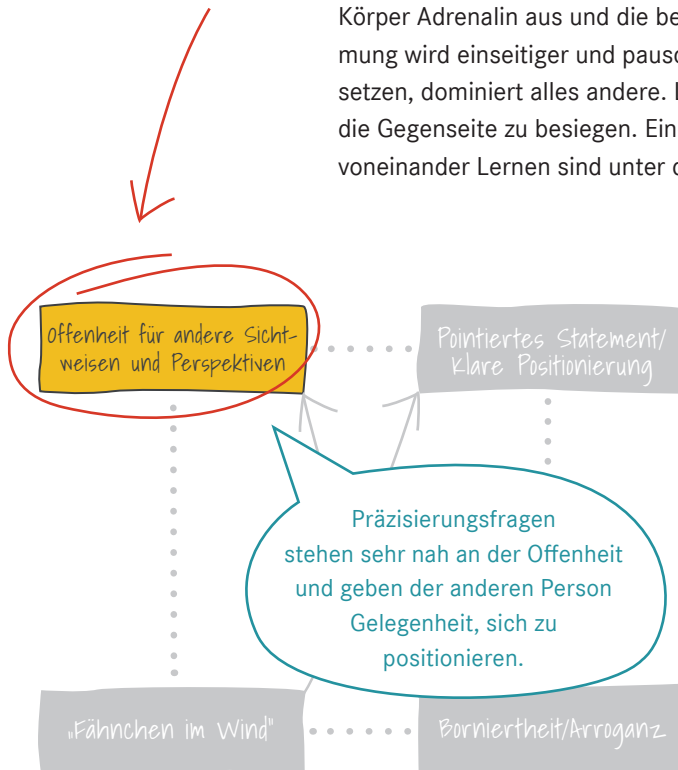 Körper Adrenalin aus und die be
mung wird einseitiger und pausc
setzen, dominiert alles andere.
die Gegenseite zu besiegen. Ein
voneinander Lernen sind unter
Offenheit für andere Sicht-
weisen und Perspektiven
Pointiertes Statement/
Klare Positionierung
Präzisierungsfragen
stehen sehr nah an der Offenheit
und geben der anderen Person
Gelegenheit, sich zu
positionieren.
„Fähnchen im Wind"
Borniertheit/Arroganz